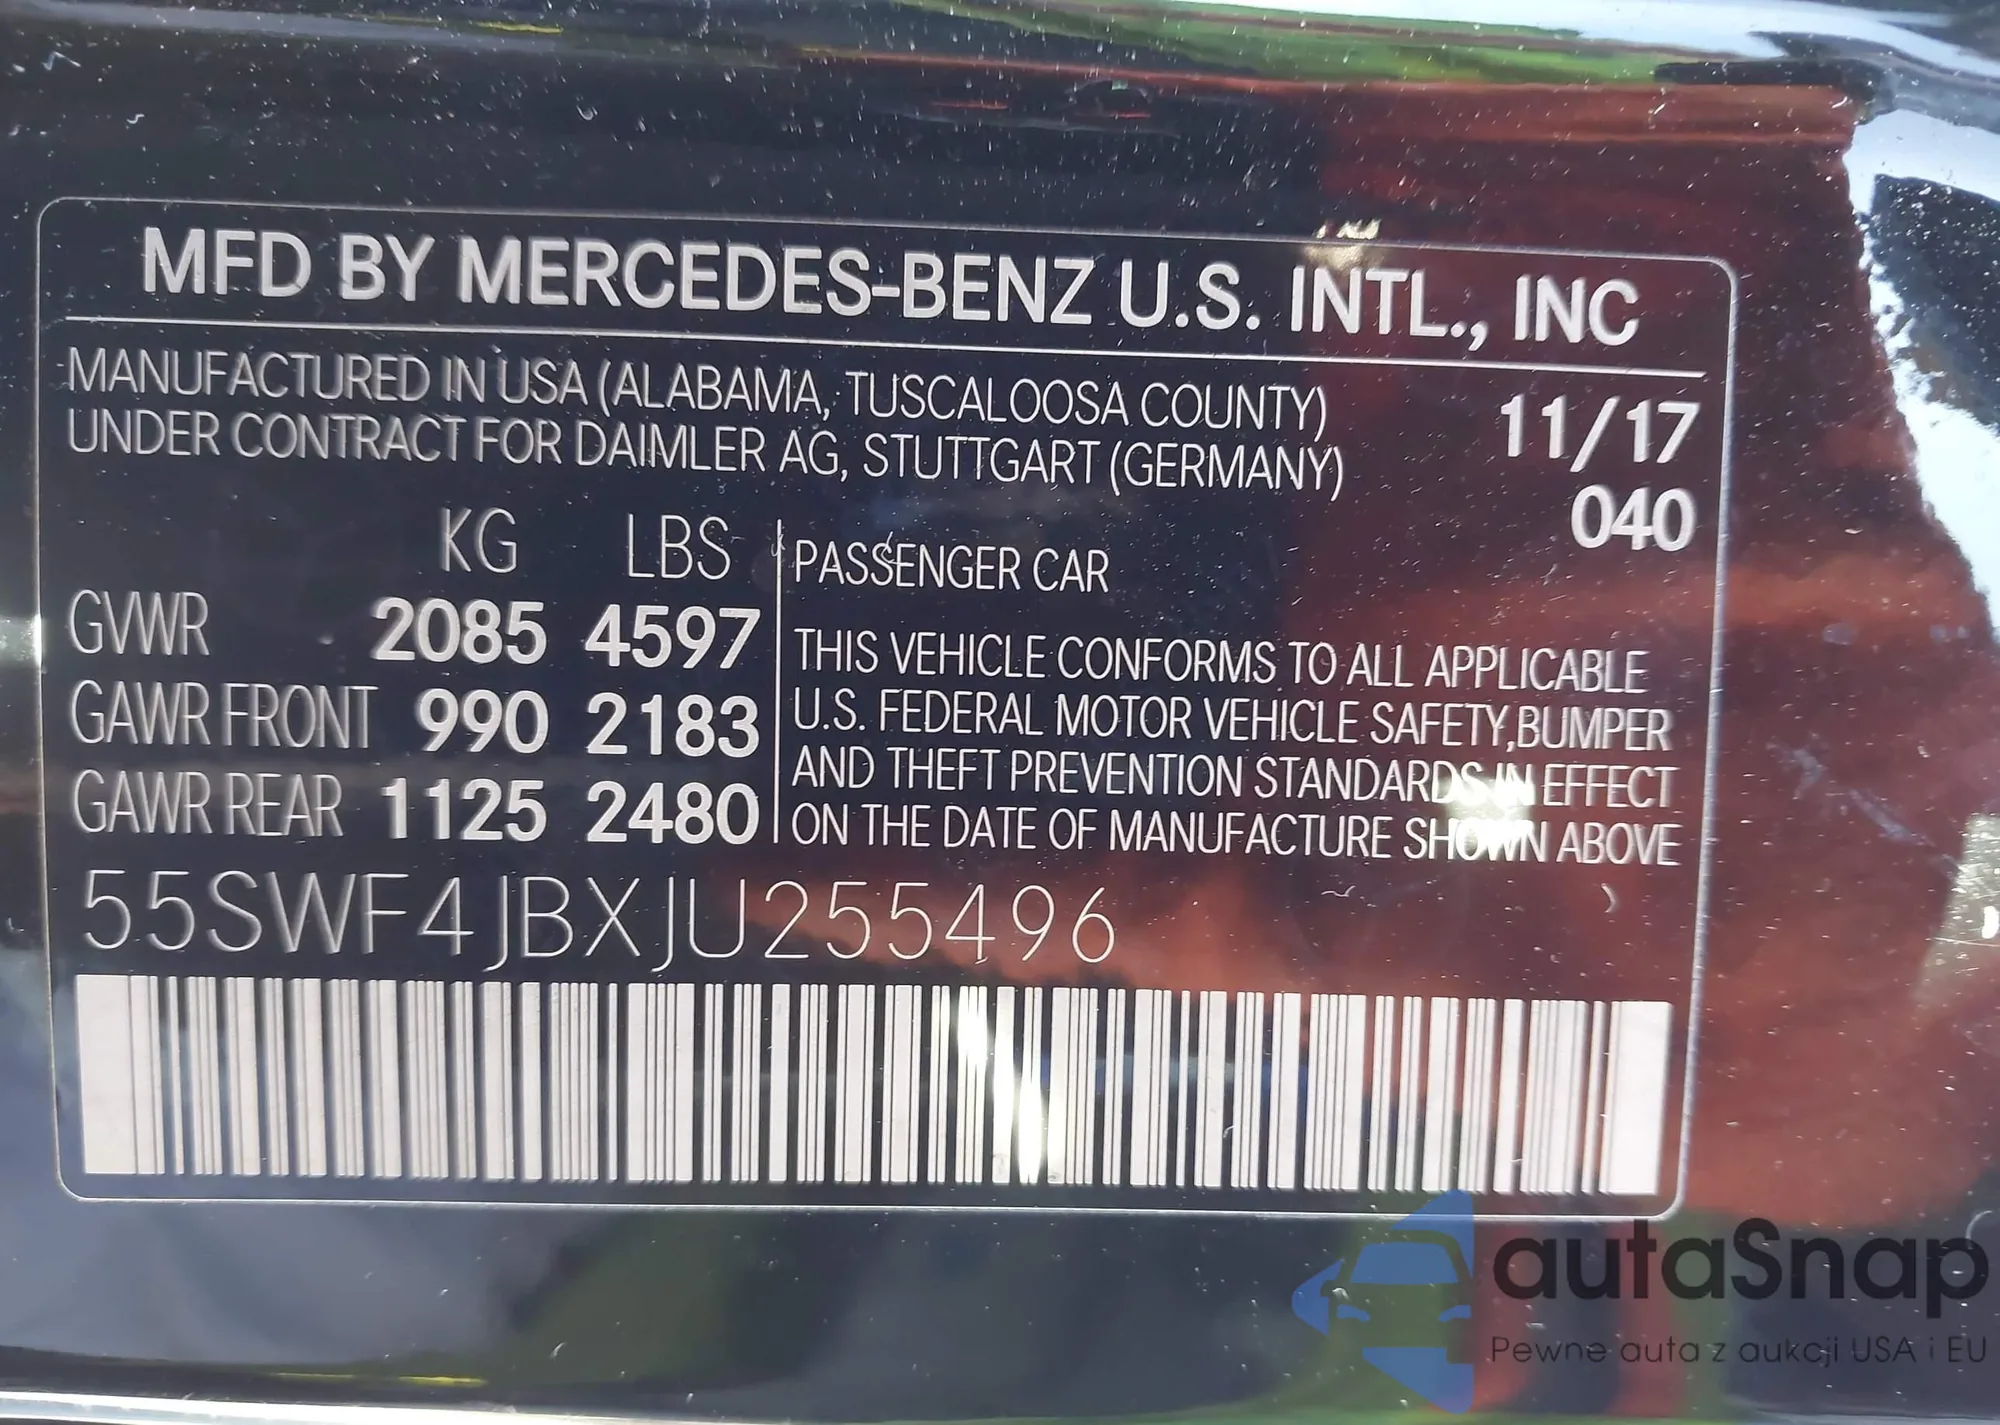 MFD BY MERCEDES-BENZ U.S. INTL., INC
MANUFACTURED IN USA (ALABAMA, TUSCALOOSA COUNTY)
UNDER CONTRACT FOR DAIMLER AG, STUTTGART (GERMANY)
11/17
040
KG LBS
GVWR 2085 4597
GAWR FRONT 990 2183
GAWR REAR 1125 2480
PASSENGER CAR
THIS VEHICLE CONFORMS TO ALL APPLICABLE
U.S. FEDERAL MOTOR VEHICLE SAFETY,BUMPER
AND THEFT PREVENTION STANDARDS IN EFFECT
ON THE DATE OF MANUFACTURE SHOWN ABOVE
55SWF4JBXJU255496
autaSnap
Pewne auta z aukcji USA i EU